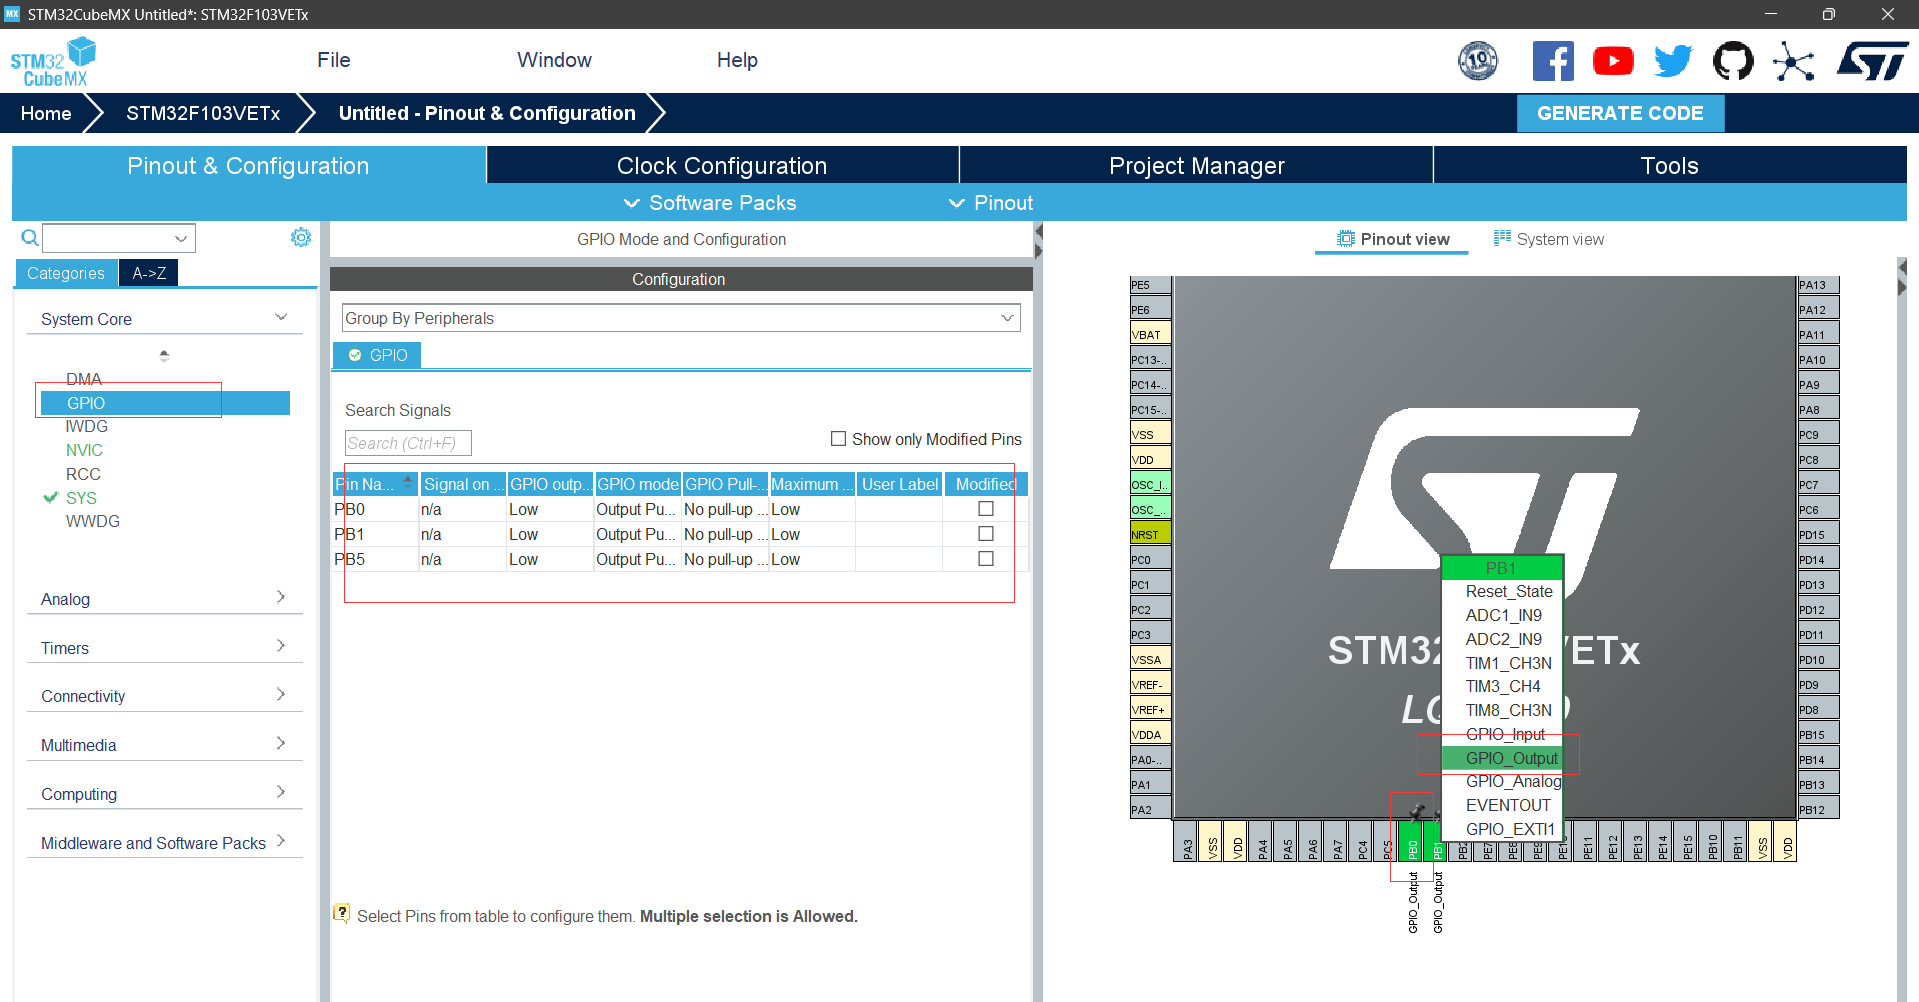 MX STM32CubeMX Untitled*: STM32F103VETx
STM32 CubeMX
File
Window
Help
10
Home
STM32F103VETx
Untitled - Pinout & Configuration
GENERATE CODE
Pinout & Configuration
Clock Configuration
Project Manager
Tools
Software Packs
Pinout
Categories
A->Z
System Core
DMA
GPIO
IWDG
NVIC
RCC
SYS
WWDG
Analog
Timers
Connectivity
Multimedia
Computing
Middleware and Software Packs
GPIO Mode and Configuration
Configuration
Group By Peripherals
GPIO
Search Signals
Search (Ctrl+F)
Show only Modified Pins
Pin Na... Signal on ... GPIO outp... GPIO mode GPIO Pull-... Maximum ... User Label Modified
PB0 n/a Low Output Pu... No pull-up ... Low
PB1 n/a Low Output Pu... No pull-up ... Low
PB5 n/a Low Output Pu... No pull-up ... Low
Select Pins from table to configure them. Multiple selection is Allowed.
Pinout view
System view
PE5
PE6
VBAT
PC13-..
PC14-..
PC15-..
VSS
VDD
OSC_I..
OSC_..
NRST
PC0
PC1
PC2
PC3
VSSA
VREF-
VREF+
VDDA
PA0-..
PA1
PA2
STM32
VETx
PB1
Reset_State
ADC1_IN9
ADC2_IN9
TIM1_CH3N
TIM3_CH4
TIM8_CH3N
GPIO_Input
GPIO_Output
GPIO_Analog
EVENTOUT
GPIO_EXTI1
PA13
PA12
PA11
PA10
PA9
PA8
PC9
PC8
PC7
PC6
PD15
PD14
PD13
PD12
PD11
PD10
PD9
PD8
PB15
PB14
PB13
PB12
PA3
VSS
VDD
PA4
PA5
PA6
PA7
PC4
PC5
PB0
PB1
PB2
PE7
PE8
PE9
PE10
PE11
PE12
PE13
PE14
PE15
PB10
PB11
VSS
VDD
GPIO_Output
GPIO_Output